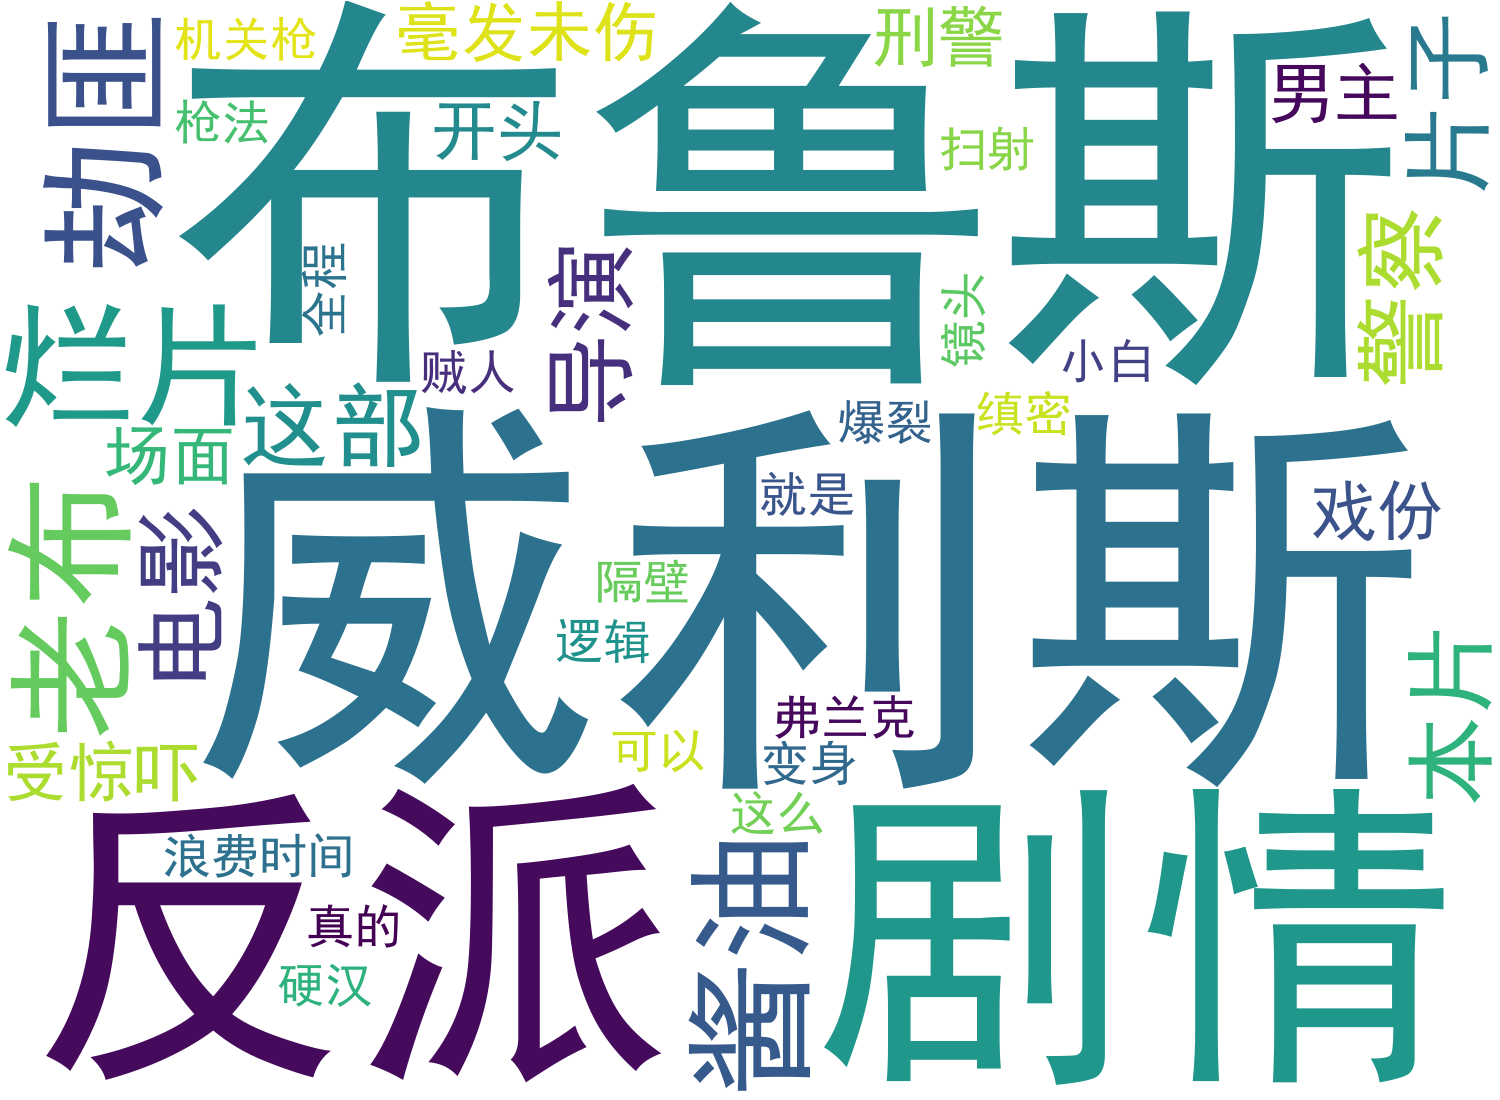 机关枪
毫发未伤
刑警
男主
片子
劫匪
布鲁斯
枪法
开头
扫射
全程
导演
镜头
警察
小白
贼人
烂片
这部
爆裂
缜密
场面
威利斯
就是
戏份
老布
电影
隔壁
逻辑
本片
弗兰克
可以
变身
受惊吓
反派
这么
剧情
浪费时间
酱油
真的
硬汉